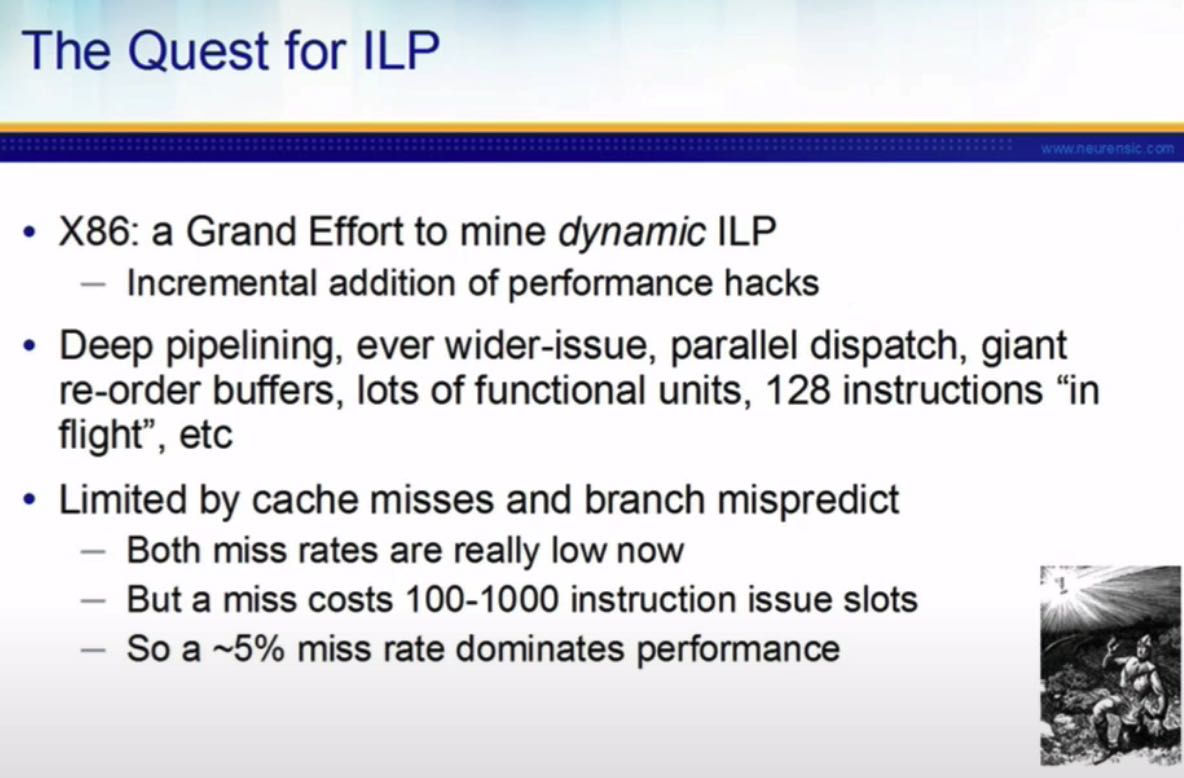 The Quest for ILP
www.neurensic.com
• X86: a Grand Effort to mine dynamic ILP
— Incremental addition of performance hacks
• Deep pipelining, ever wider-issue, parallel dispatch, giant
re-order buffers, lots of functional units, 128 instructions “in
flight”, etc
• Limited by cache misses and branch mispredict
— Both miss rates are really low now
— But a miss costs 100-1000 instruction issue slots
— So a ~5% miss rate dominates performance